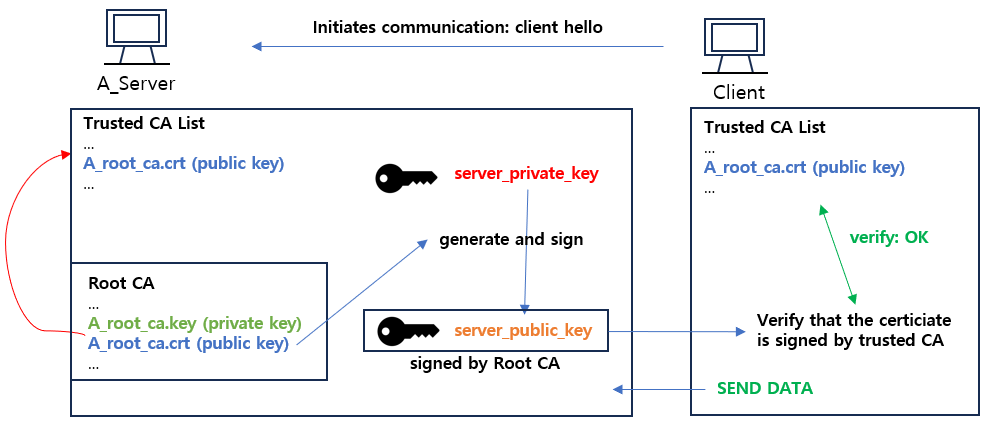 Initiates communication: client hello
A_Server
Client
Trusted CA List
...
A_root_ca.crt (public key)
...
server_private_key
generate and sign
Root CA
...
A_root_ca.key (private key)
A_root_ca.crt (public key)
...
server_public_key
signed by Root CA
Trusted CA List
...
A_root_ca.crt (public key)
...
verify: OK
Verify that the certiciate
is signed by trusted CA
SEND DATA